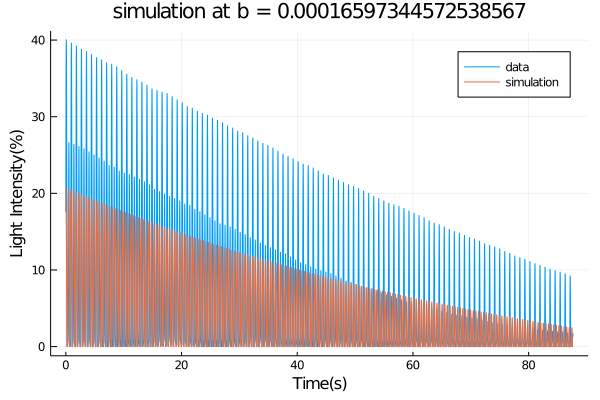 simulation at b = 0.00016597344572538567
data
simulation
Light Intensity(%)
40
30
20
10
0
0 20 40 60 80
Time(s)